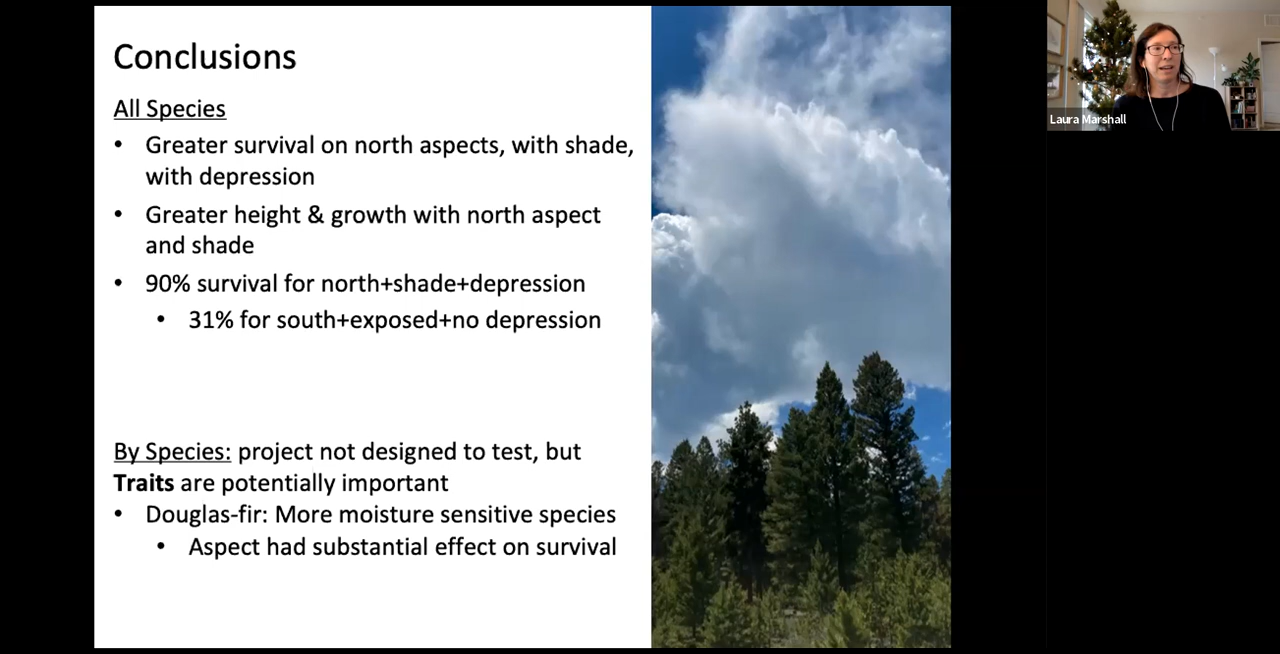 Conclusions
All Species
• Greater survival on north aspects, with shade,
with depression
• Greater height & growth with north aspect
and shade
• 90% survival for north+shade+depression
• 31% for south+exposed+no depression
By Species: project not designed to test, but
Traits are potentially important
• Douglas-fir: More moisture sensitive species
• Aspect had substantial effect on survival
Laura Marshall